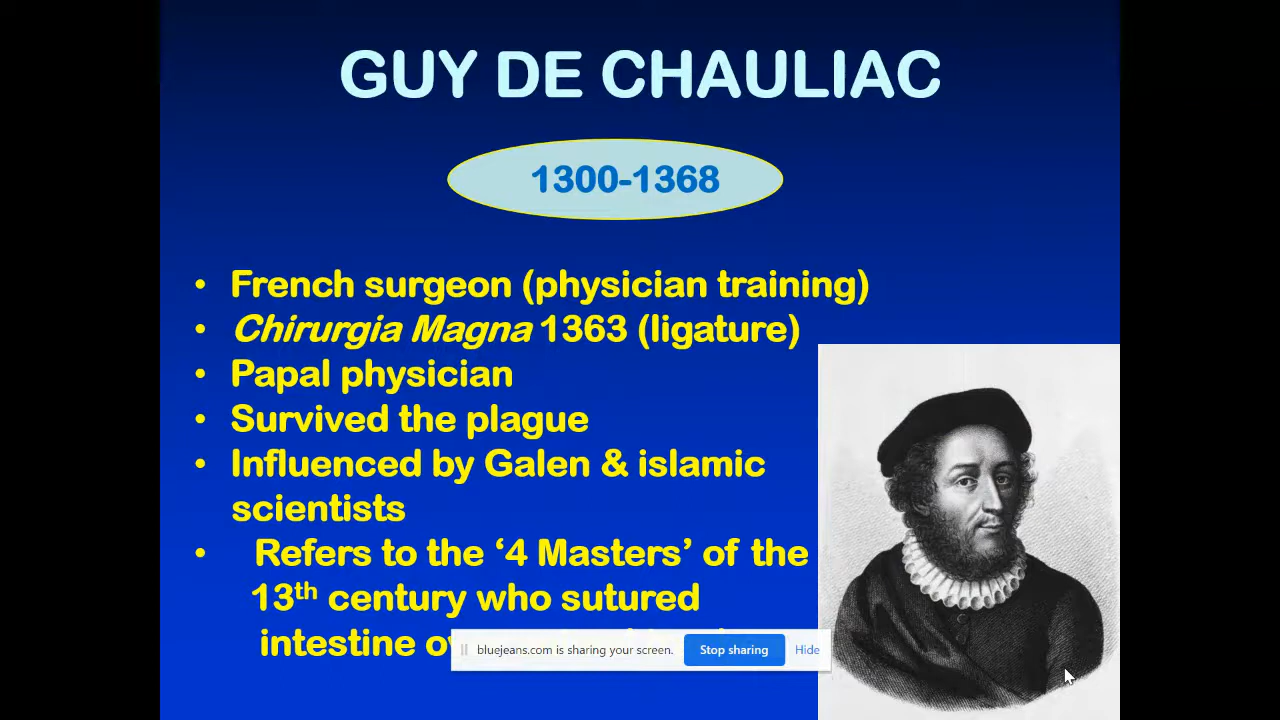 GUY DE CHAULIAC
1300-1368
• French surgeon (physician training)
• Chirurgia Magna 1363 (ligature)
• Papal physician
• Survived the plague
• Influenced by Galen & islamic
scientists
• Refers to the ‘4 Masters’ of the
13th century who sutured
intestine
bluejeans.com is sharing your screen. Stop sharing Hide